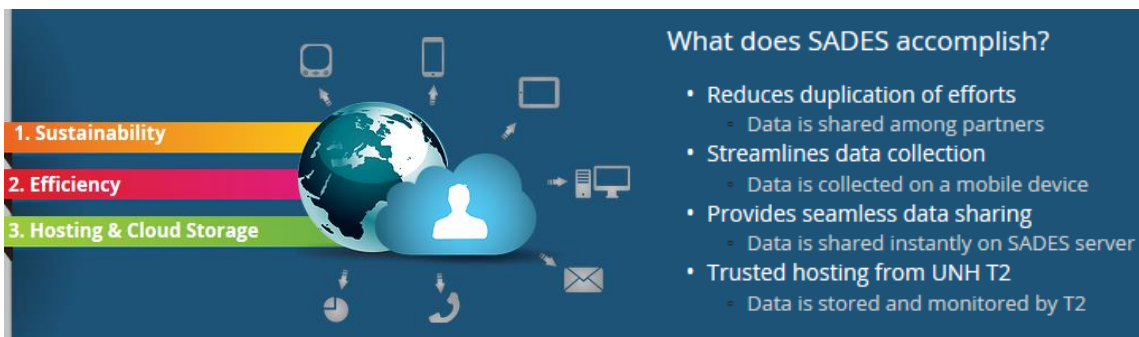 1. Sustainability
2. Efficiency
3. Hosting & Cloud Storage
What does SADES accomplish?
• Reduces duplication of efforts
◦ Data is shared among partners
• Streamlines data collection
◦ Data is collected on a mobile device
• Provides seamless data sharing
◦ Data is shared instantly on SADES server
• Trusted hosting from UNH T2
◦ Data is stored and monitored by T2